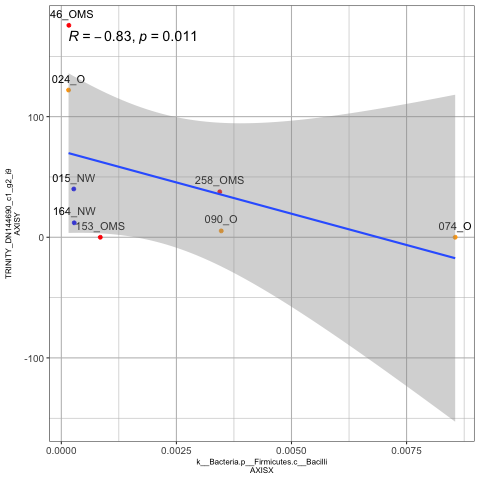 46_OMS
R = −0.83, p = 0.011
024_O
015_NW
258_OMS
164_NW
153_OMS
090_O
074_O
100
0
-100
0.0000
0.0025
0.0050
0.0075
k__Bacteria.p__Firmicutes.c__Bacilli
AXISX
TRINITY_DN144690_c1_g2_i9
AXISY